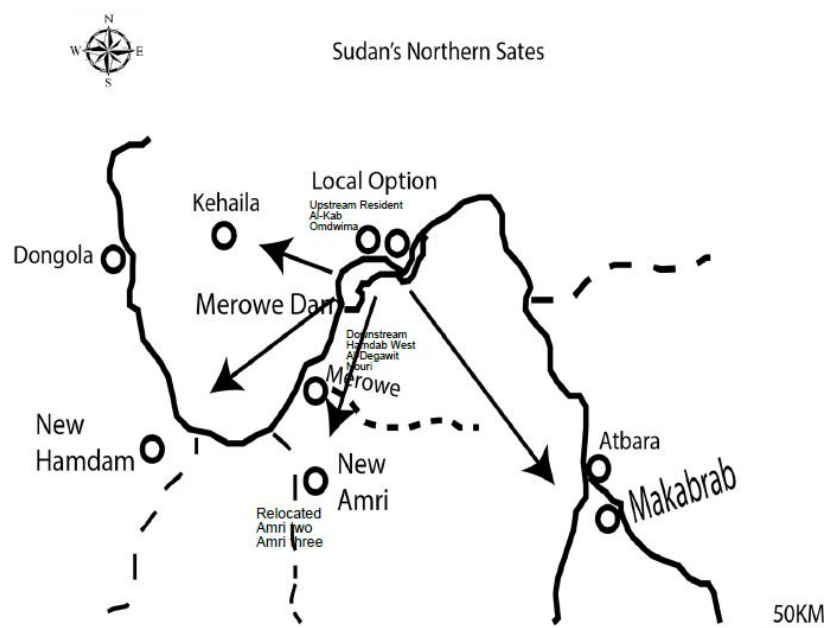 N
W E
S
Sudan's Northern Sates
Local Option
Upstream Resident
Al-Kab
Omdwima
Kehaila
Dongola
Merowe Dam
Downstream
Hamdab West
Al-Degawit
Nouri
Merowe
New
Hamdam
New
Amri
Relocated
Amri two
Amri three
Atbara
Makabrab
50KM